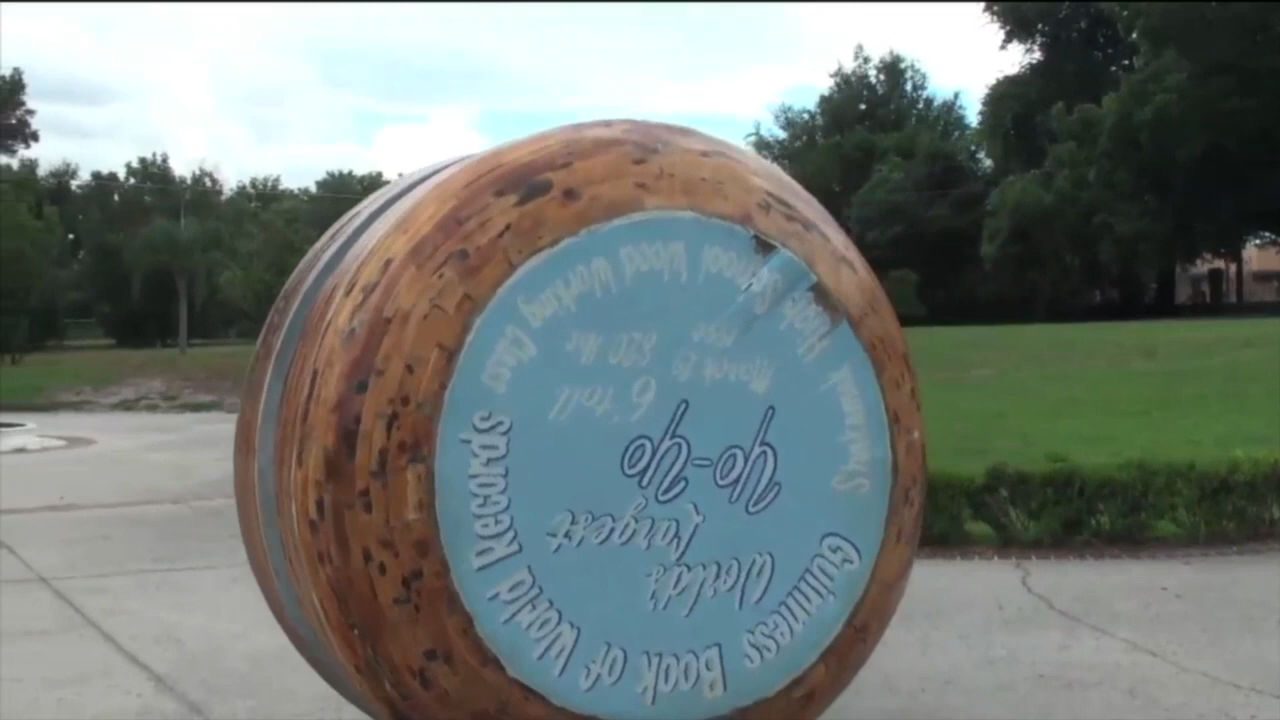 Guinness Book of World Records
World's
Largest
Yo-Yo
6' tall
820 lbs
March
Shawnee High School Wood Working Class